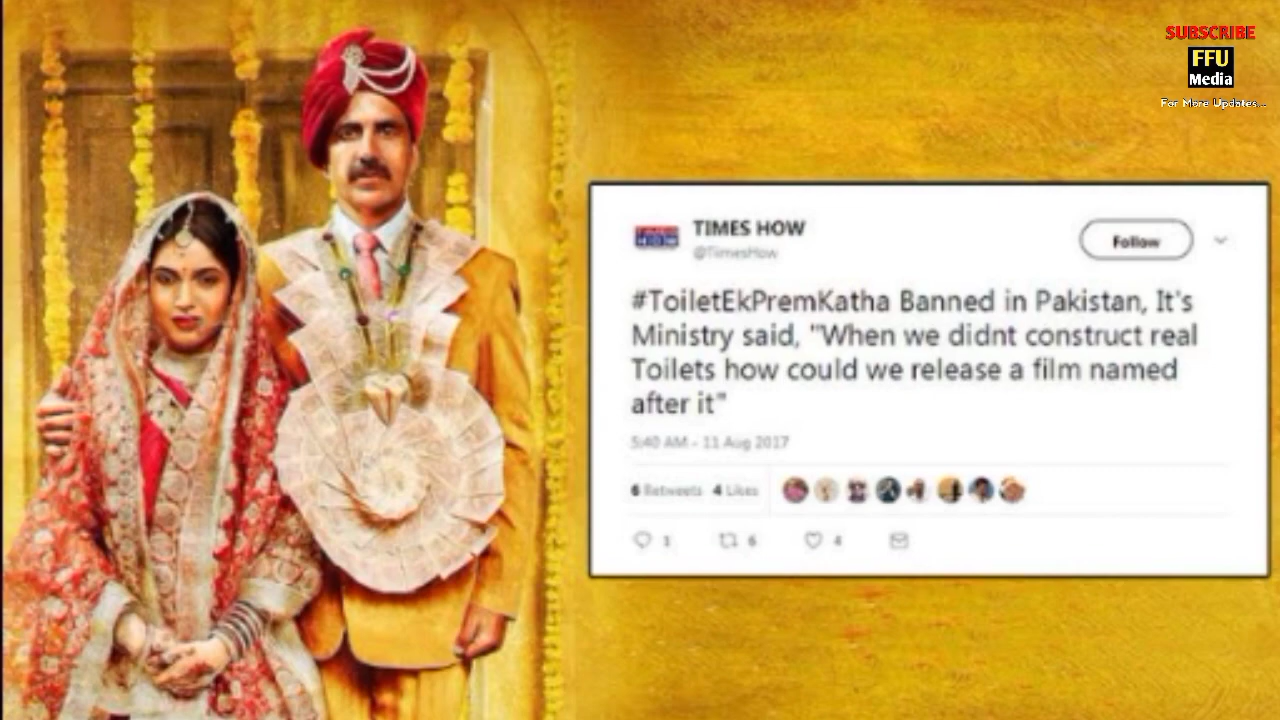 SUBSCRIBE
FFU
Media
For More Updates...
TIMES HOW
@TimesHow
Follow
#ToiletEkPremKatha Banned in Pakistan, It's
Ministry said, "When we didnt construct real
Toilets how could we release a film named
after it"
5:40 AM - 11 Aug 2017
6 Retweets 4 Likes
1 6 4